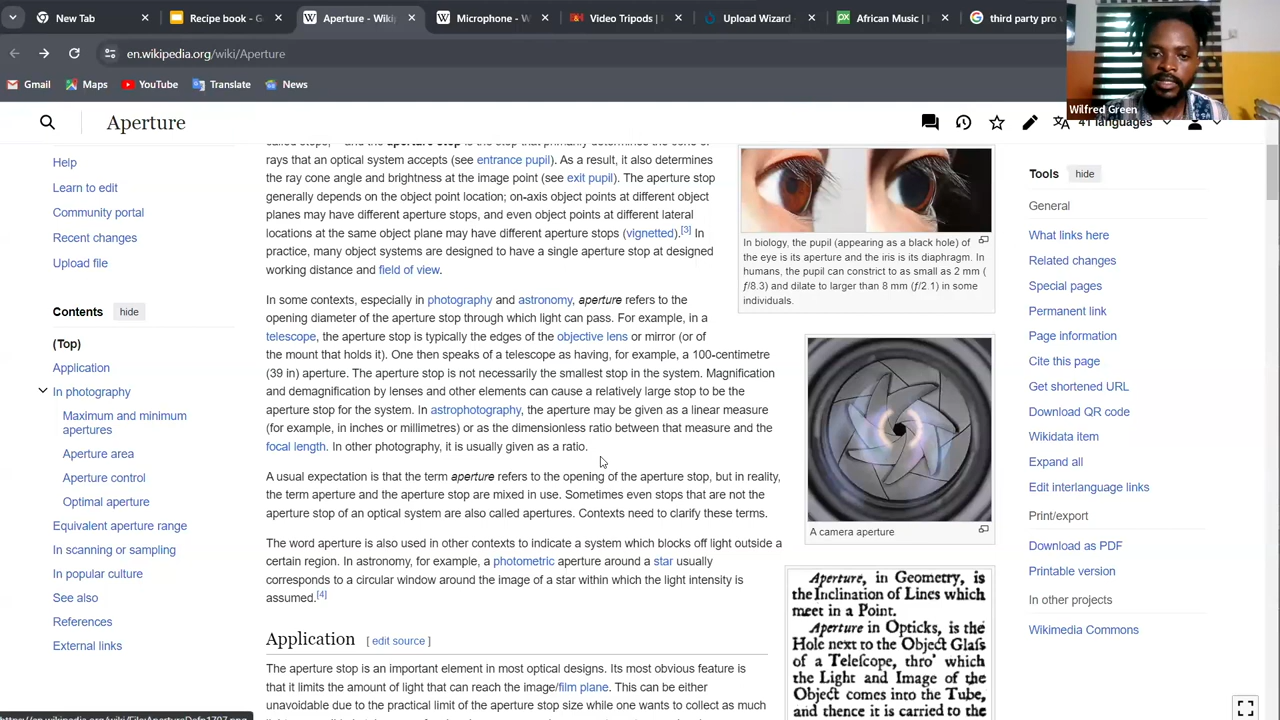 Recipe book - G
Aperture - Wiki
Video Tripods
Wizard
African Music |
third party pro
en.wikipedia.org/wiki/Aperture
Gmail
Maps
YouTube
Translate
News
Wilfred Green
Aperture
41 languages
Help
Learn to edit
Community portal
Recent changes
Upload file
Contents
hide
(Top)
Application
In photography
Maximum and minimum
apertures
Aperture area
Aperture control
Optimal aperture
Equivalent aperture range
In scanning or sampling
In popular culture
See also
References
External links
rays that an optical system accepts (see entrance pupil). As a result, it also determines
the ray cone angle and brightness at the image point (see exit pupil). The aperture stop
generally depends on the object point location; on-axis object points at different object
planes may have different aperture stops, and even object points at different lateral
locations at the same object plane may have different aperture stops (vignetted).[3] In
practice, many object systems are designed to have a single aperture stop at designed
working distance and field of view.
In some contexts, especially in photography and astronomy, aperture refers to the
opening diameter of the aperture stop through which light can pass. For example, in a
telescope, the aperture stop is typically the edges of the objective lens or mirror (or of
the mount that holds it). One then speaks of a telescope as having, for example, a 100-centimetre
(39 in) aperture. The aperture stop is not necessarily the smallest stop in the system. Magnification
and demagnification by lenses and other elements can cause a relatively large stop to be the
aperture stop for the system. In astrophotography, the aperture may be given as a linear measure
(for example, in inches or millimetres) or as the dimensionless ratio between that measure and the
focal length. In other photography, it is usually given as a ratio.
A usual expectation is that the term aperture refers to the opening of the aperture stop, but in reality,
the term aperture and the aperture stop are mixed in use. Sometimes even stops that are not the
aperture stop of an optical system are also called apertures. Contexts need to clarify these terms.
The word aperture is also used in other contexts to indicate a system which blocks off light outside a
certain region. In astronomy, for example, a photometric aperture around a star usually
corresponds to a circular window around the image of a star within which the light intensity is
assumed.[4]
Application [ edit source ]
The aperture stop is an important element in most optical designs. Its most obvious feature is
that it limits the amount of light that can reach the image/film plane. This can be either
unavoidable due to the practical limit of the aperture stop size while one wants to collect as much
In biology, the pupil (appearing as a black hole) of
the eye is its aperture and the iris is its diaphragm. In
humans, the pupil can constrict to as small as 2 mm (
ƒ/8.3) and dilate to larger than 8 mm (ƒ/2.1) in some
individuals.
A camera aperture
Aperture, in Geometry, is
the Inclination of Lines which
meet in a Point.
Aperture in Opticks, is the
Hole next to the Object Glaſs
of a Teleſcope, thro' which
the Light and Image of the
Object comes into the Tube,
and thence it is carried to the
Tools
hide
General
What links here
Related changes
Special pages
Permanent link
Page information
Cite this page
Get shortened URL
Download QR code
Wikidata item
Expand all
Edit interlanguage links
Print/export
Download as PDF
Printable version
In other projects
Wikimedia Commons